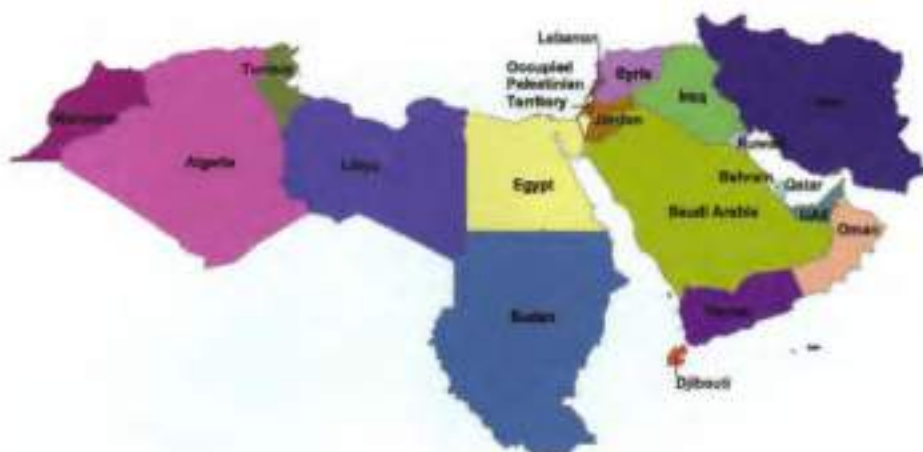 Lebanon
Occupied
Palestinian
Territory
Syria
Iraq
Iran
Jordan
Tunisia
Morocco
Algeria
Libya
Egypt
Bahrain
Qatar
UAE
Saudi Arabia
Oman
Yemen
Sudan
Djibouti